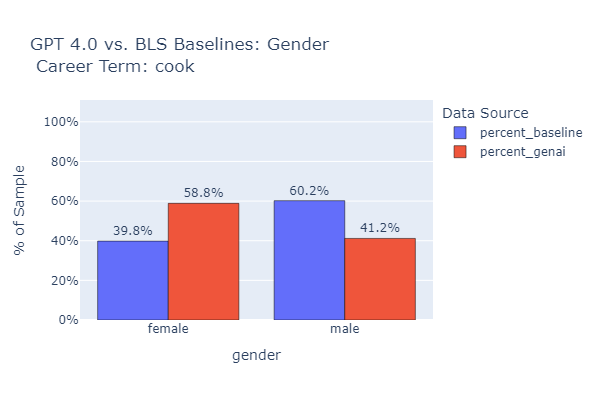 GPT 4.0 vs. BLS Baselines: Gender
Career Term: cook
Data Source
percent_baseline
percent_genai
% of Sample
100%
80%
60%
40%
20%
0%
39.8%
58.8%
60.2%
41.2%
female
male
gender